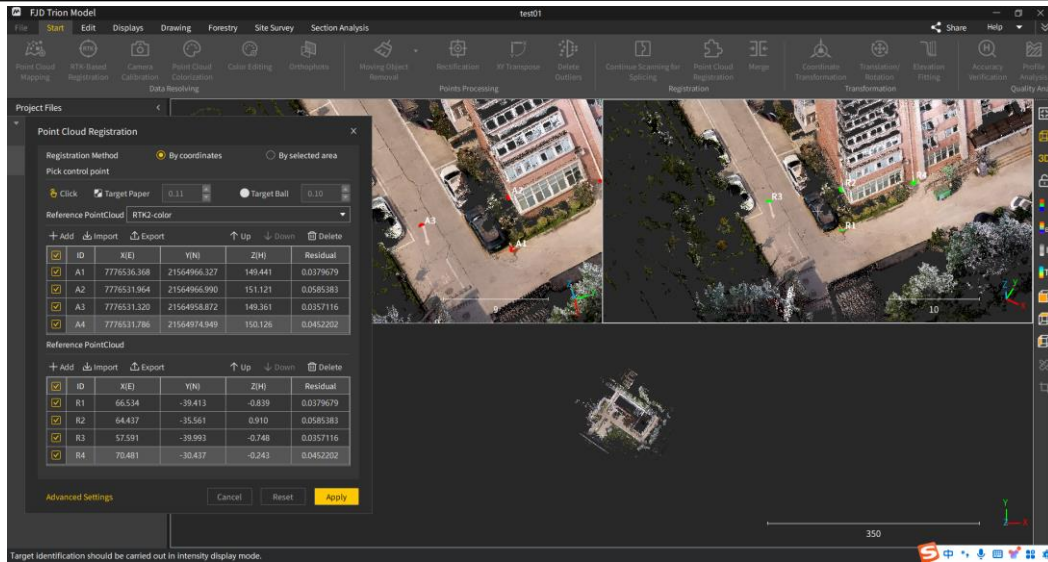 FJD Trion Model
test01
File Start Edit Displays Drawing Forestry Site Survey Section Analysis
Share Help
Point Cloud Mapping
RTK-Based Registration
Camera Calibration
Point Cloud Colorization
Color Editing
Orthophoto
Moving Object Removal
Rectification
RT Transpose
Delete Outliers
Continue Scanning for Splicing
Point Cloud Registration
Merge
Coordinate Transformation
Translation/ Rotation
Elevation Fitting
Accuracy Verification
Profile Analysis
Data Resolving
Points Processing
Registration
Transformation
Quality Ana
Project Files
Point Cloud Registration
Registration Method By coordinates By selected area
Pick control point
Click Target Paper 0.11 Target Ball 0.10
Reference PointCloud RTK2-color
Add Import Export Up Down Delete
ID X(E) Y(N) Z(H) Residual
A1 7776536.368 21564966.327 149.441 0.0379679
A2 7776531.964 21564966.990 151.121 0.0585383
A3 7776531.320 21564958.872 149.361 0.0357116
A4 7776531.786 21564974.949 150.126 0.0452202
Reference PointCloud
Add Import Export Up Down Delete
ID X(E) Y(N) Z(H) Residual
R1 66.534 -39.413 -0.839 0.0379679
R2 64.437 -35.561 0.910 0.0585383
R3 57.591 -39.993 -0.748 0.0357116
R4 70.481 -30.437 -0.243 0.0452202
Advanced Settings Cancel Reset Apply
A2
A3
A1
9
R2
R4
R3
R1
10
3D
350
Y
X
Z
Target identification should be carried out in intensity display mode.
中